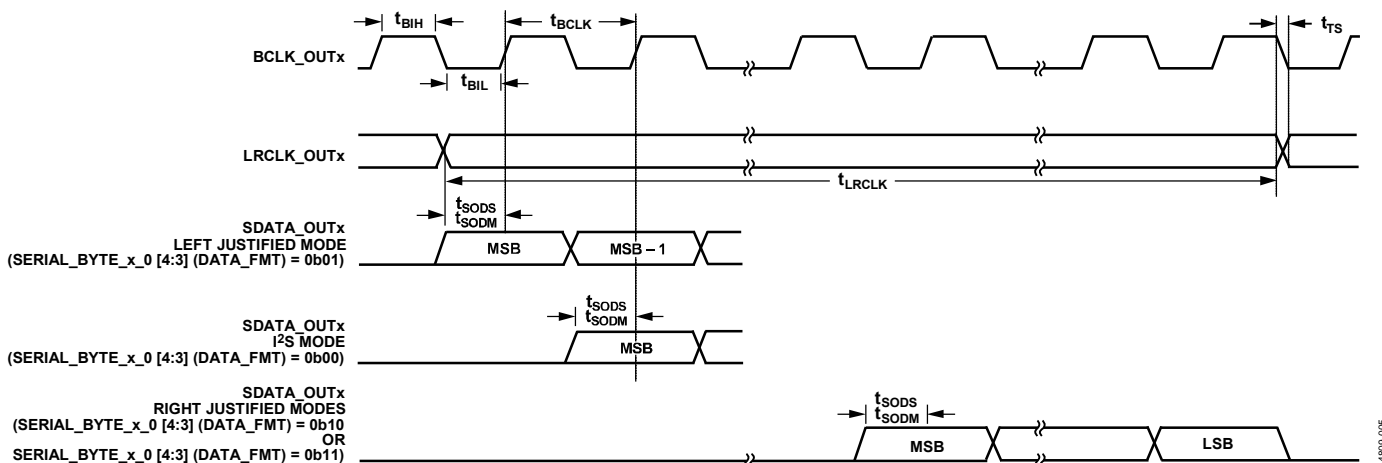 tBIH
tBCLK
tTS
BCLK_OUTx
tBIL
LRCLK_OUTx
tLRCLK
tSODS
tSODM
SDATA_OUTx
LEFT JUSTIFIED MODE
(SERIAL_BYTE_x_0 [4:3] (DATA_FMT) = 0b01)
MSB
MSB – 1
tSODS
tSODM
SDATA_OUTx
I2S MODE
(SERIAL_BYTE_x_0 [4:3] (DATA_FMT) = 0b00)
MSB
SDATA_OUTx
RIGHT JUSTIFIED MODES
(SERIAL_BYTE_x_0 [4:3] (DATA_FMT) = 0b10
OR
SERIAL_BYTE_x_0 [4:3] (DATA_FMT) = 0b11)
tSODS
tSODM
MSB
LSB